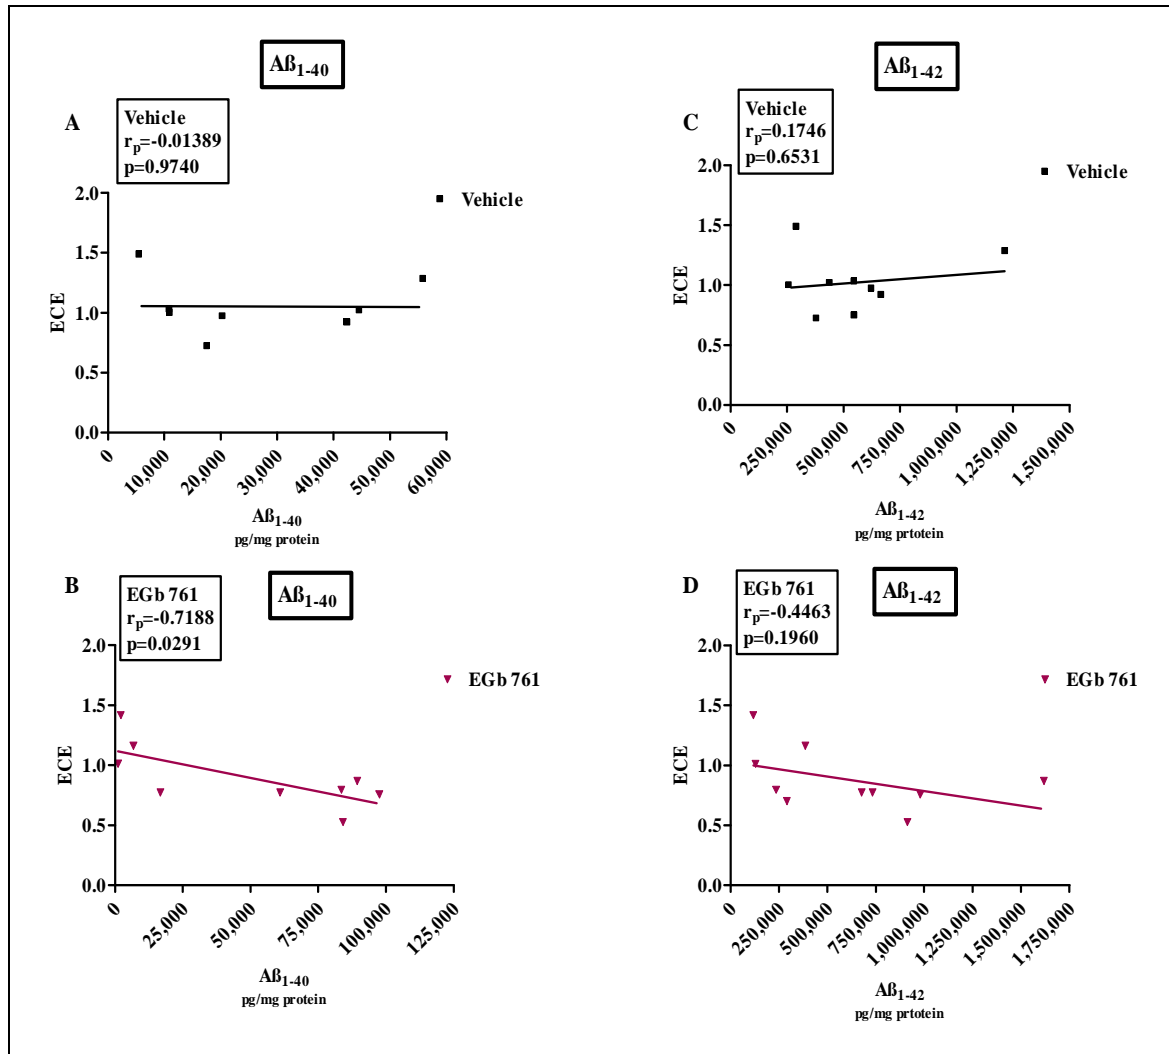 Aß1-40
A
Vehicle
rp=-0.01389
p=0.9740
Vehicle
2.0
1.5
1.0
0.5
0.0
ECE
0
10,000
20,000
30,000
40,000
50,000
60,000
Aß1-40
pg/mg protein
Aß1-42
C
Vehicle
rp=0.1746
p=0.6531
Vehicle
2.0
1.5
1.0
0.5
0.0
ECE
0
250,000
500,000
750,000
1,000,000
1,250,000
1,500,000
Aß1-42
pg/mg prtotein
B
EGb 761
rp=-0.7188
p=0.0291
Aß1-40
EGb 761
2.0
1.5
1.0
0.5
0.0
ECE
0
25,000
50,000
75,000
100,000
125,000
Aß1-40
pg/mg protein
D
EGb 761
rp=-0.4463
p=0.1960
Aß1-42
EGb 761
2.0
1.5
1.0
0.5
0.0
ECE
0
250,000
500,000
750,000
1,000,000
1,250,000
1,500,000
1,750,000
Aß1-42
pg/mg prtotein